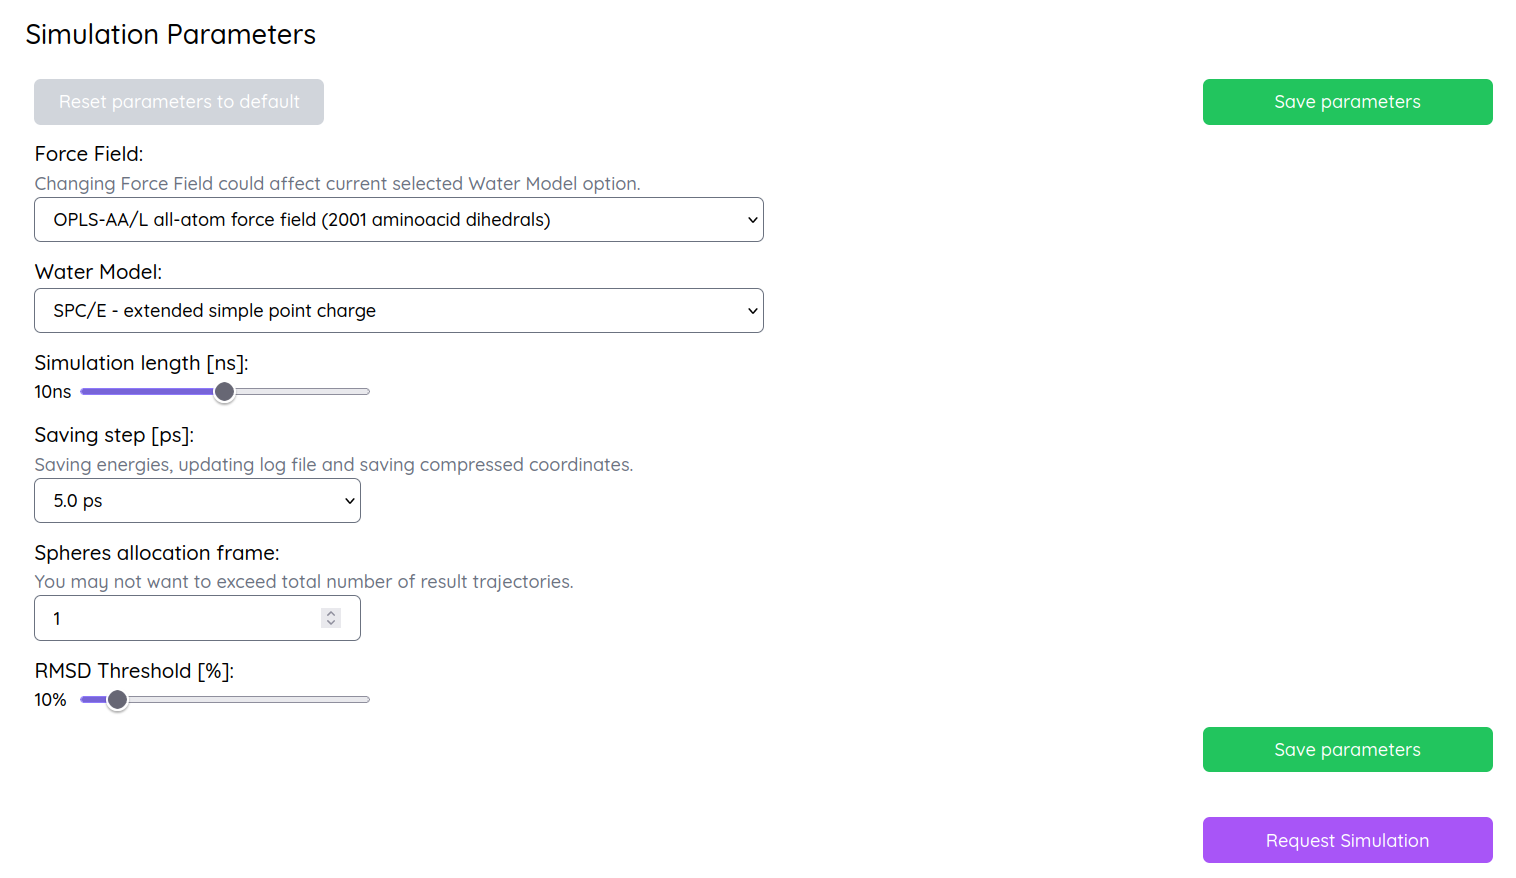 Simulation Parameters
Reset parameters to default
Save parameters
Force Field:
Changing Force Field could affect current selected Water Model option.
OPLS-AA/L all-atom force field (2001 aminoacid dihedrals)
Water Model:
SPC/E - extended simple point charge
Simulation length [ns]:
10ns
Saving step [ps]:
Saving energies, updating log file and saving compressed coordinates.
5.0 ps
Spheres allocation frame:
You may not want to exceed total number of result trajectories.
1
RMSD Threshold [%]:
10%
Save parameters
Request Simulation